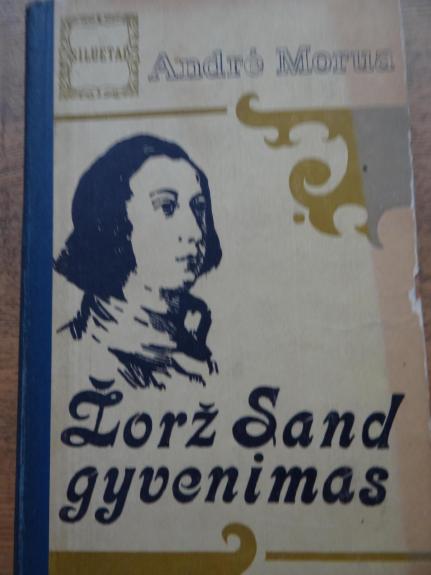 SILUETAI
André Morua
Žorž Sand
gyvenimas